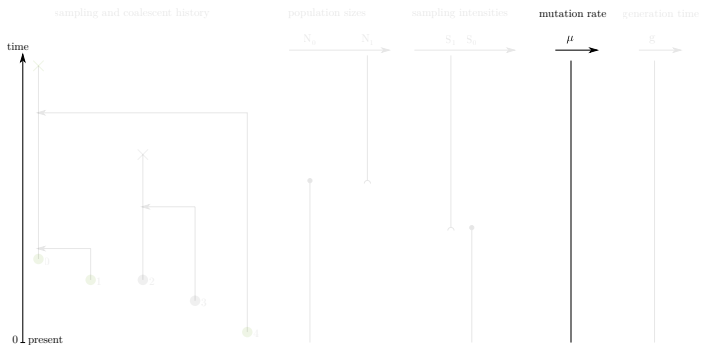 sampling and coalescent history
population sizes
sampling intensities
mutation rate
generation time
N₀
N₁
S₁
S₀
μ
g
time
1
2
3
4
0
present